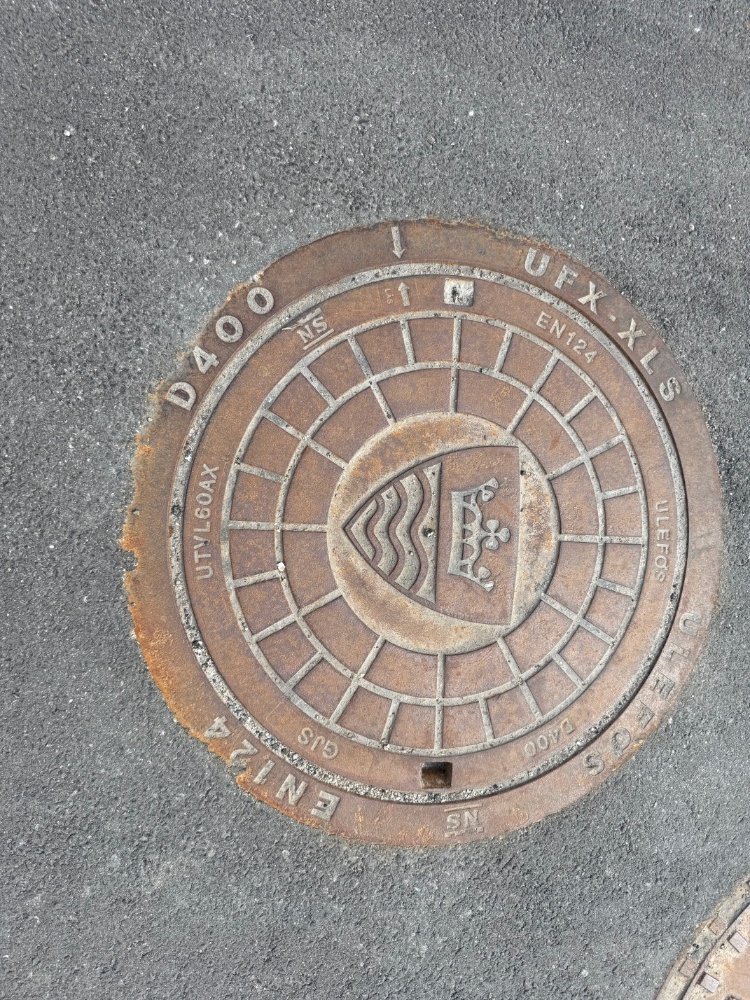 D400
UFX-XLS
ULEFOS
NS
EN124
NS
EN124
ULEFOS
D400
GJS
UTVL60AX